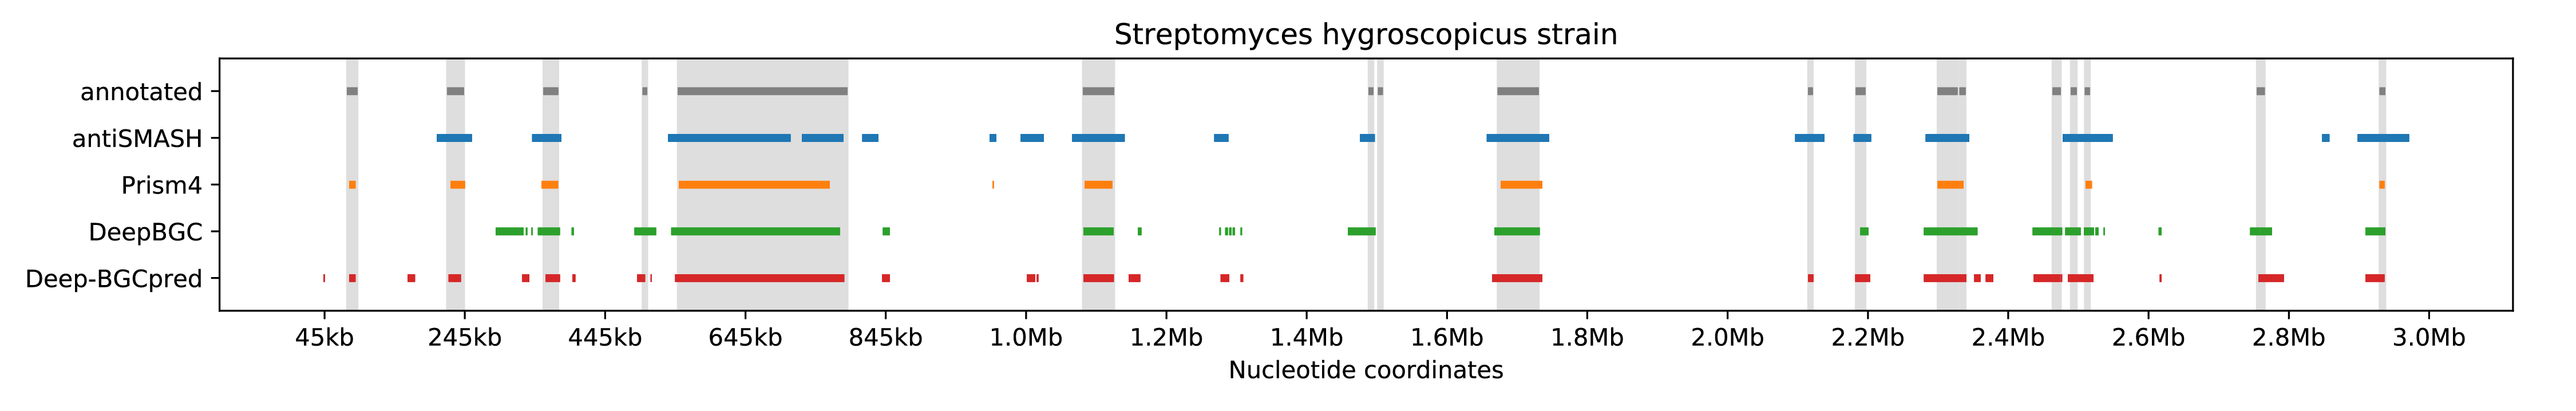 Streptomyces hygroscopicus strain
annotated
antiSMASH
Prism4
DeepBGC
Deep-BGCpred
45kb 245kb 445kb 645kb 845kb 1.0Mb 1.2Mb 1.4Mb 1.6Mb 1.8Mb 2.0Mb 2.2Mb 2.4Mb 2.6Mb 2.8Mb 3.0Mb
Nucleotide coordinates